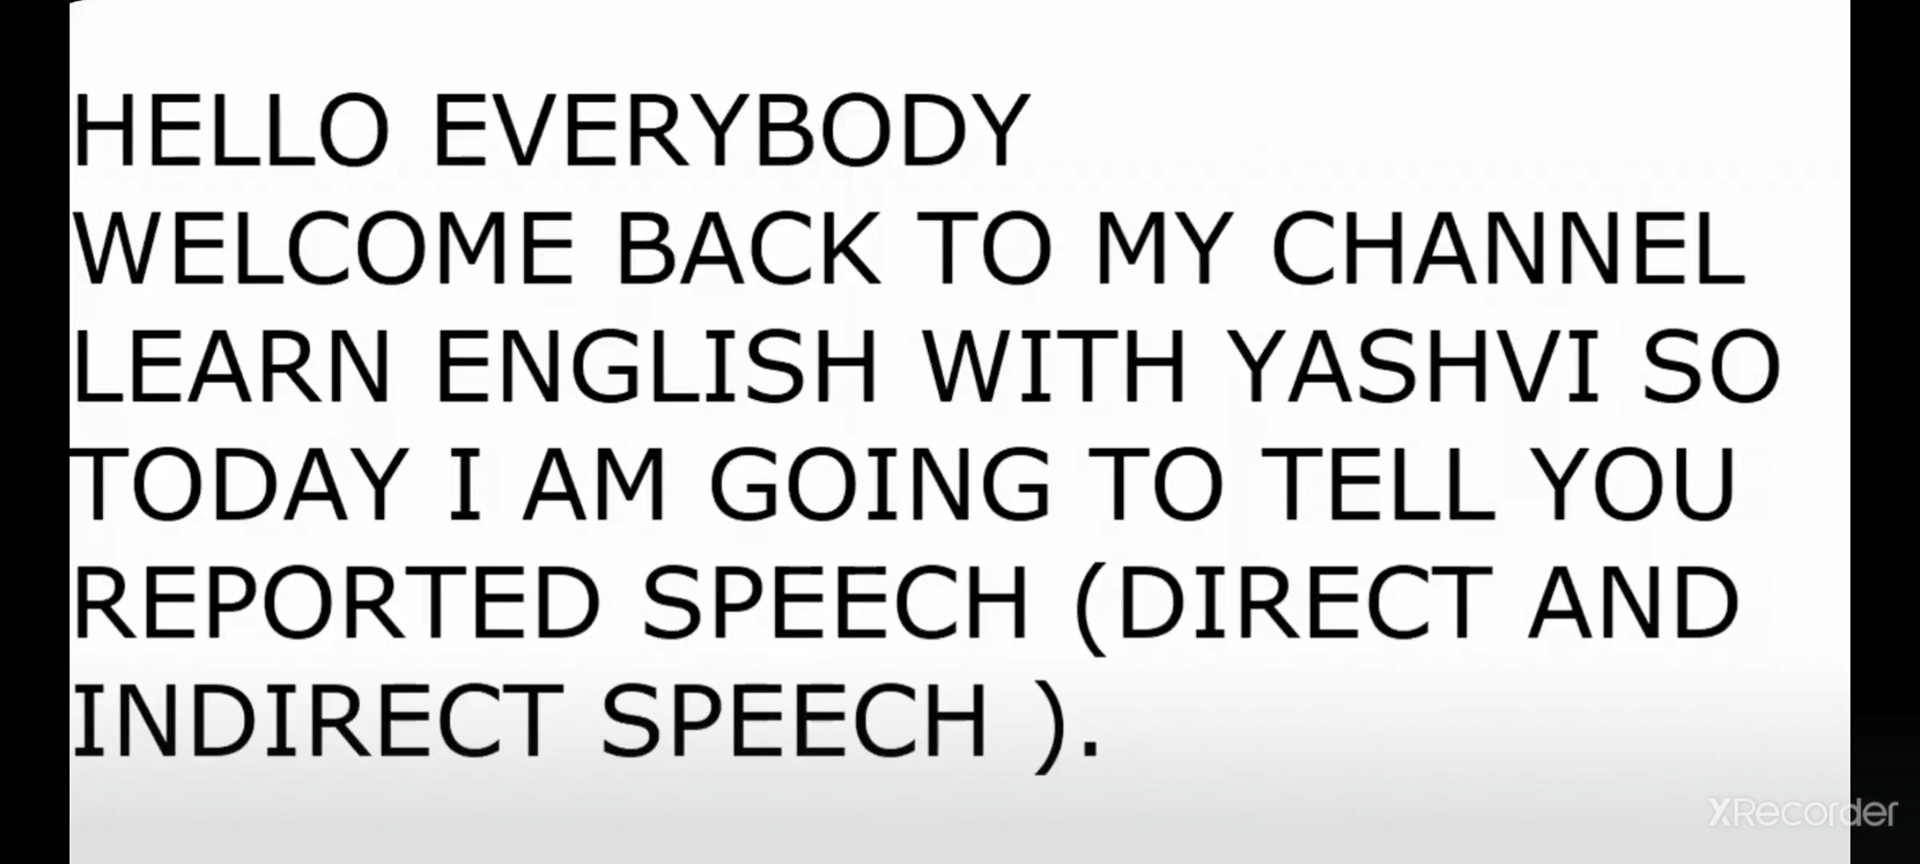 HELLO EVERYBODY
WELCOME BACK TO MY CHANNEL
LEARN ENGLISH WITH YASHVI SO
TODAY I AM GOING TO TELL YOU
REPORTED SPEECH (DIRECT AND
INDIRECT SPEECH ).
XRecorder